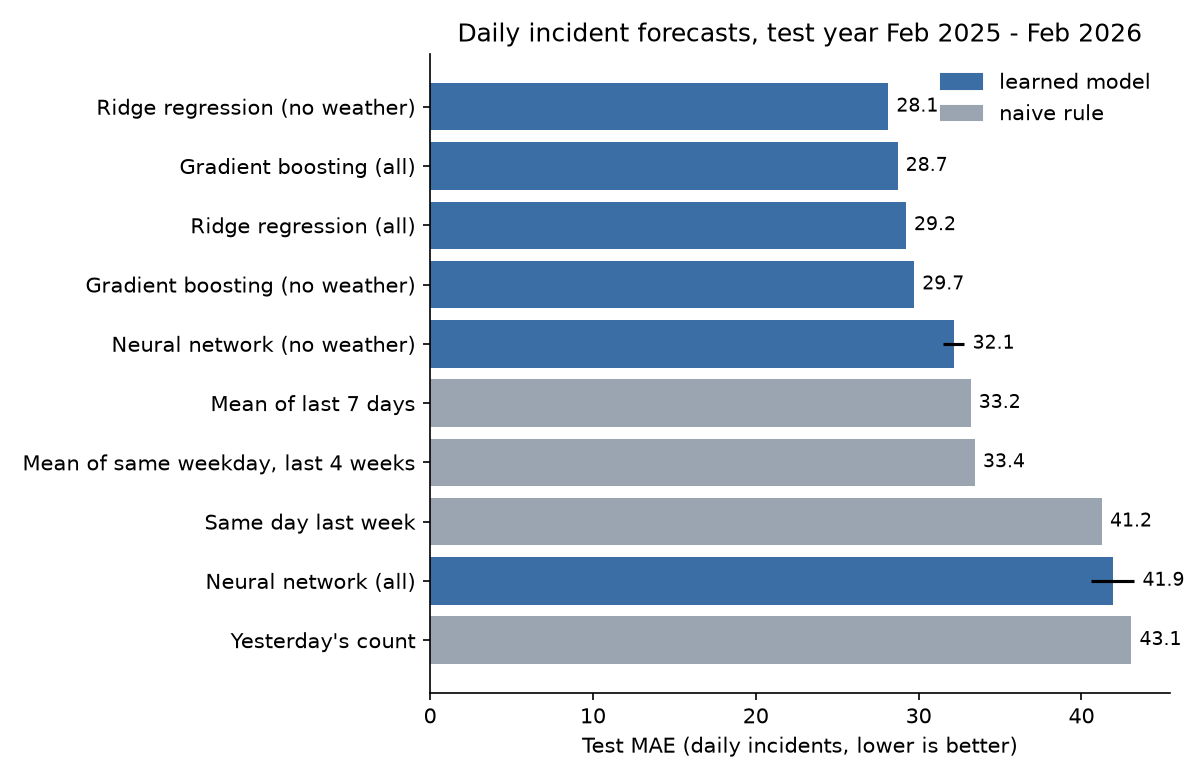 Daily incident forecasts, test year Feb 2025 - Feb 2026
learned model
naive rule
Ridge regression (no weather) 28.1
Gradient boosting (all) 28.7
Ridge regression (all) 29.2
Gradient boosting (no weather) 29.7
Neural network (no weather) 32.1
Mean of last 7 days 33.2
Mean of same weekday, last 4 weeks 33.4
Same day last week 41.2
Neural network (all) 41.9
Yesterday's count 43.1
0 10 20 30 40
Test MAE (daily incidents, lower is better)